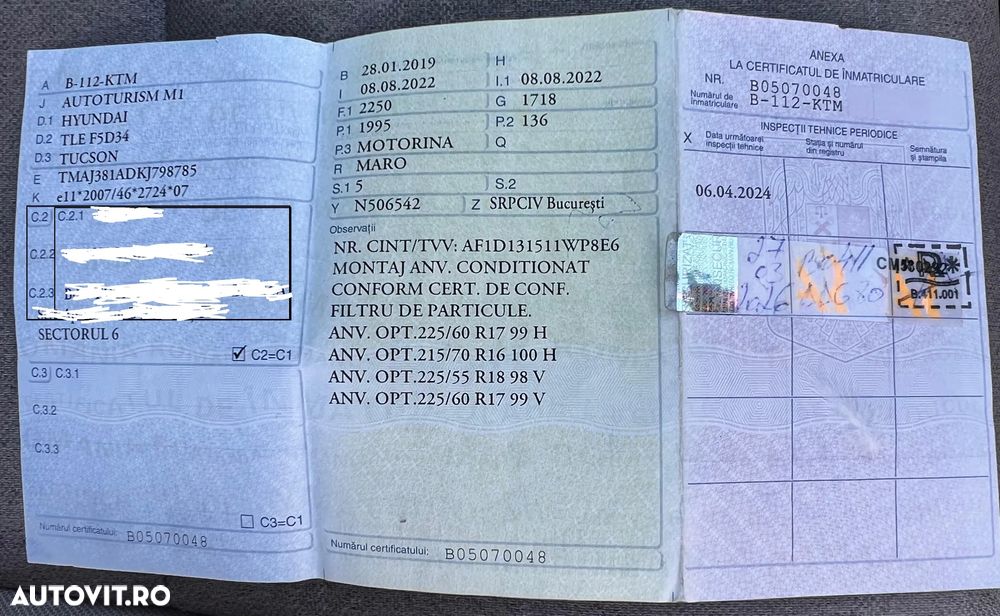 A B-112-KTM
J AUTOTURISM M1
D.1 HYUNDAI
D.2 TLE F5D34
D.3 TUCSON
E TMAJ381ADKJ798785
K e11*2007/46*2724*07
C.2 C.2.1
C.2.2
C.2.3
SECTORUL 6
☑ C2=C1
C.3 C.3.1
C.3.2
C.3.3
☐ C3=C1
Numărul certificatului: B05070048
B 28.01.2019 H
I 08.08.2022 I.1 08.08.2022
F.1 2250 G 1718
P.1 1995 P.2 136
P.3 MOTORINA Q
R MARO
S.1 5 S.2
Y N506542 Z SRPCIV București
Observații
NR. CINT/TVV: AF1D131511WP8E6
MONTAJ ANV. CONDITIONAT
CONFORM CERT. DE CONF.
FILTRU DE PARTICULE.
ANV. OPT.225/60 R17 99 H
ANV. OPT.215/70 R16 100 H
ANV. OPT.225/55 R18 98 V
ANV. OPT.225/60 R17 99 V
Numărul certificatului: B05070048
ANEXA
LA CERTIFICATUL DE ÎNMATRICULARE
NR. B05070048
Numărul de înmatriculare B-112-KTM
INSPECȚII TEHNICE PERIODICE
X Data următoarei inspecții tehnice
Stația și numărul din registru
Semnătura și ștampila
06.04.2024
27
03
B.411.001
AUTOVIT.RO